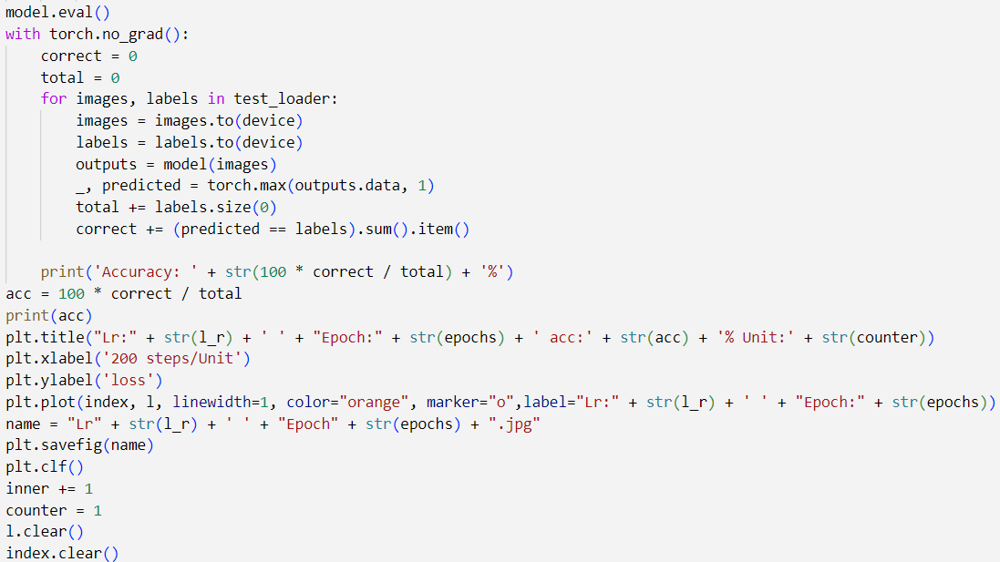 model.eval()
with torch.no_grad():
    correct = 0
    total = 0
    for images, labels in test_loader:
        images = images.to(device)
        labels = labels.to(device)
        outputs = model(images)
        _, predicted = torch.max(outputs.data, 1)
        total += labels.size(0)
        correct += (predicted == labels).sum().item()

    print('Accuracy: ' + str(100 * correct / total) + '%')
acc = 100 * correct / total
print(acc)
plt.title("Lr:" + str(l_r) + ' ' + "Epoch:" + str(epochs) + ' acc:' + str(acc) + '% Unit:' + str(counter))
plt.xlabel('200 steps/Unit')
plt.ylabel('loss')
plt.plot(index, l, linewidth=1, color="orange", marker="o",label="Lr:" + str(l_r) + ' ' + "Epoch:" + str(epochs))
name = "Lr" + str(l_r) + ' ' + "Epoch" + str(epochs) + ".jpg"
plt.savefig(name)
plt.clf()
inner += 1
counter = 1
l.clear()
index.clear()